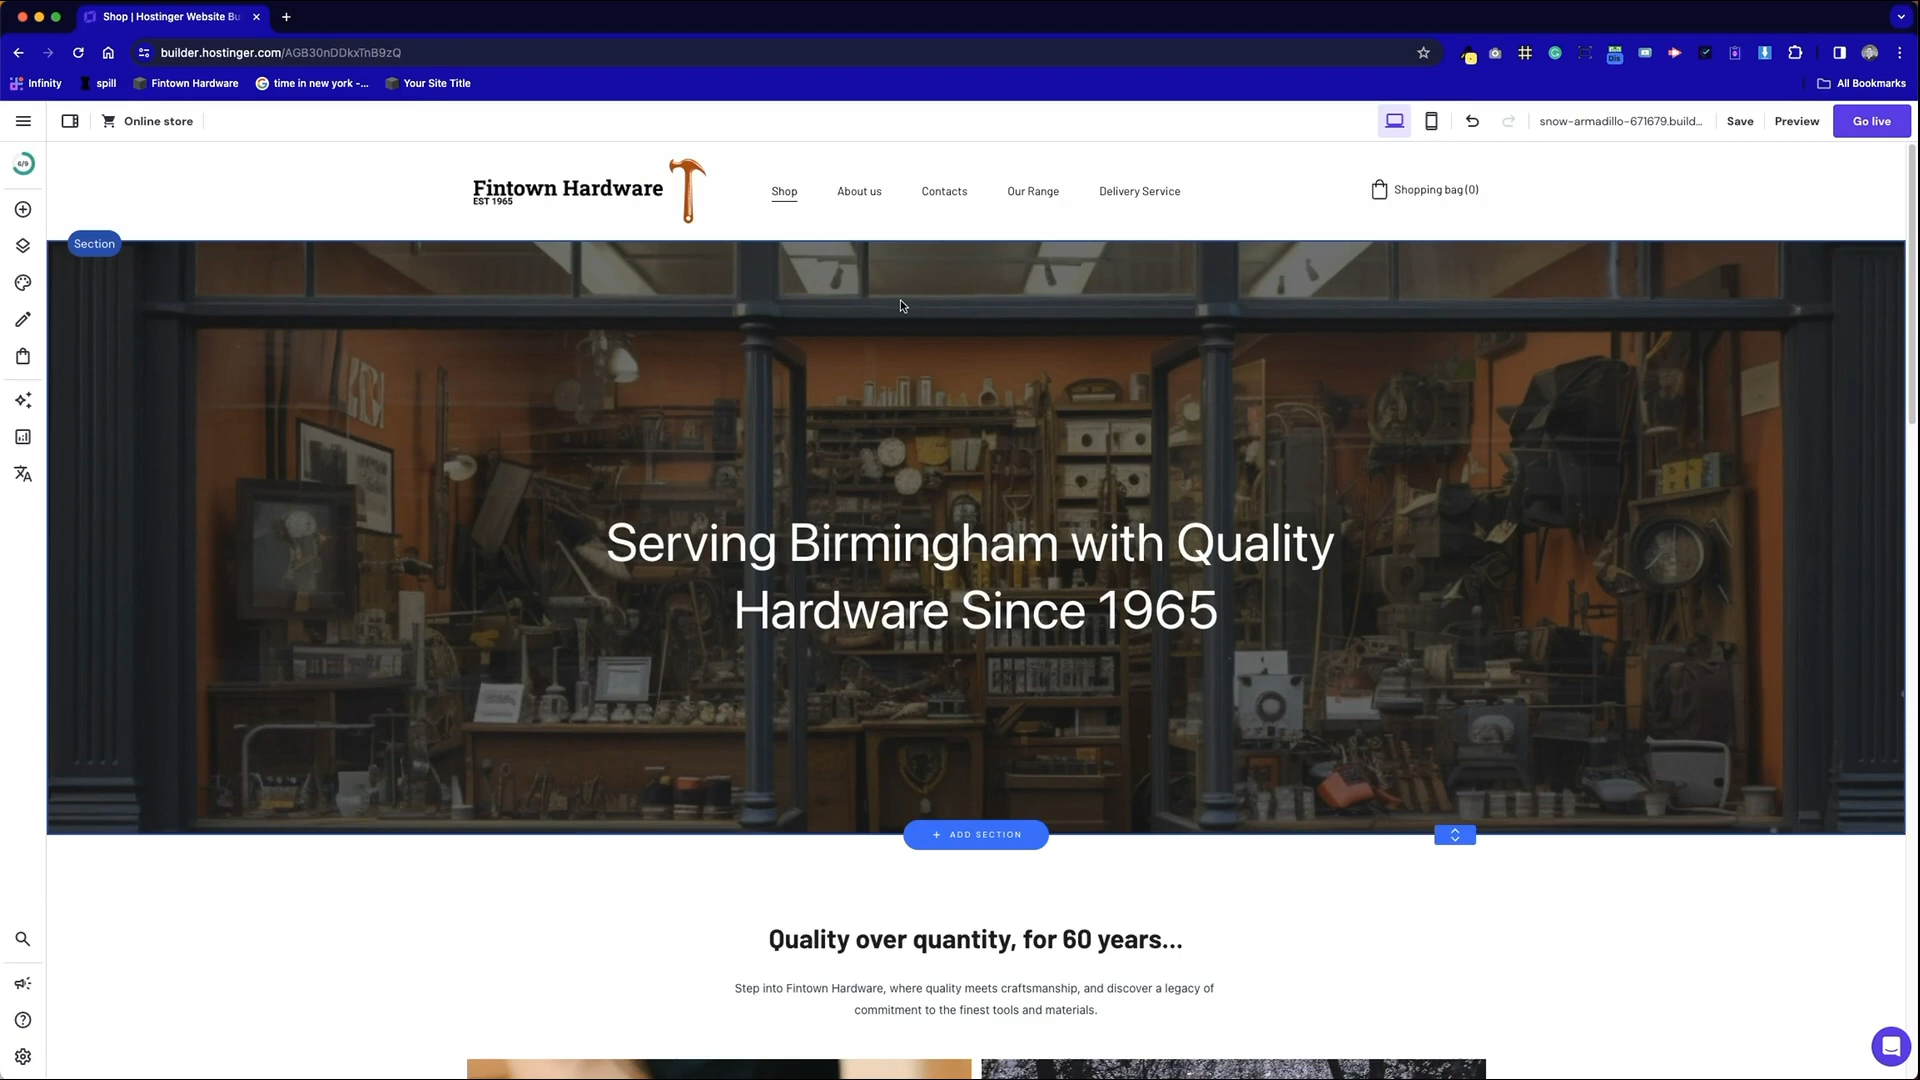 Shop | Hostinger Website Bu
builder.hostinger.com/AGB30nDDkxTnB9zQ
Dis
Infinity
spill
Fintown Hardware
time in new york -...
Your Site Title
All Bookmarks
Online store
snow-armadillo-671679.build...
Save
Preview
Go live
6/9
Fintown Hardware
EST 1965
Shop
About us
Contacts
Our Range
Delivery Service
Shopping bag (0)
Section
Serving Birmingham with Quality
Hardware Since 1965
+ ADD SECTION
Quality over quantity, for 60 years...
Step into Fintown Hardware, where quality meets craftsmanship, and discover a legacy of
commitment to the finest tools and materials.